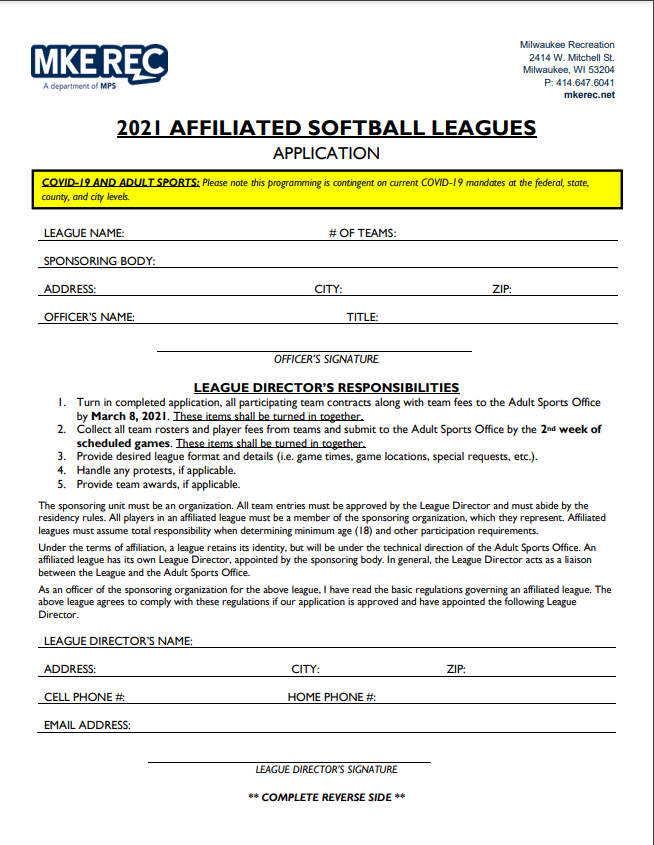 MKE REC
A department of MPS
Milwaukee Recreation
2414 W. Mitchell St.
Milwaukee, WI 53204
P: 414.647.6041
mkerec.net
2021 AFFILIATED SOFTBALL LEAGUES
APPLICATION
COVID-19 AND ADULT SPORTS: Please note this programming is contingent on current COVID-19 mandates at the federal, state,
county, and city levels.
LEAGUE NAME: # OF TEAMS:
SPONSORING BODY:
ADDRESS: CITY: ZIP:
OFFICER'S NAME: TITLE:
OFFICER'S SIGNATURE
LEAGUE DIRECTOR'S RESPONSIBILITIES
1. Turn in completed application, all participating team contracts along with team fees to the Adult Sports Office
by March 8, 2021. These items shall be turned in together.
2. Collect all team rosters and player fees from teams and submit to the Adult Sports Office by the 2nd week of
scheduled games. These items shall be turned in together.
3. Provide desired league format and details (i.e. game times, game locations, special requests, etc.).
4. Handle any protests, if applicable.
5. Provide team awards, if applicable.
The sponsoring unit must be an organization. All team entries must be approved by the League Director and must abide by the
residency rules. All players in an affiliated league must be a member of the sponsoring organization, which they represent. Affiliated
leagues must assume total responsibility when determining minimum age (18) and other participation requirements.
Under the terms of affiliation, a league retains its identity, but will be under the technical direction of the Adult Sports Office. An
affiliated league has its own League Director, appointed by the sponsoring body. In general, the League Director acts as a liaison
between the League and the Adult Sports Office.
As an officer of the sponsoring organization for the above league, I have read the basic regulations governing an affiliated league. The
above league agrees to comply with these regulations if our application is approved and have appointed the following League
Director.
LEAGUE DIRECTOR'S NAME:
ADDRESS: CITY: ZIP:
CELL PHONE #: HOME PHONE #:
EMAIL ADDRESS:
LEAGUE DIRECTOR'S SIGNATURE
** COMPLETE REVERSE SIDE **